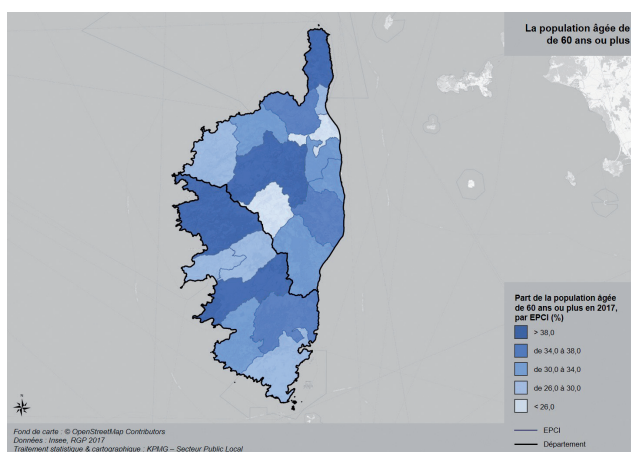 La population âgée de
de 60 ans ou plus
Part de la population âgée
de 60 ans ou plus en 2017,
par EPCI (%)
> 38,0
de 34,0 à 38,0
de 30,0 à 34,0
de 26,0 à 30,0
< 26,0
EPCI
Département
Fond de carte : © OpenStreetMap Contributors
Données : Insee, RGP 2017
Traitement statistique & cartographique : KPMG – Secteur Public Local